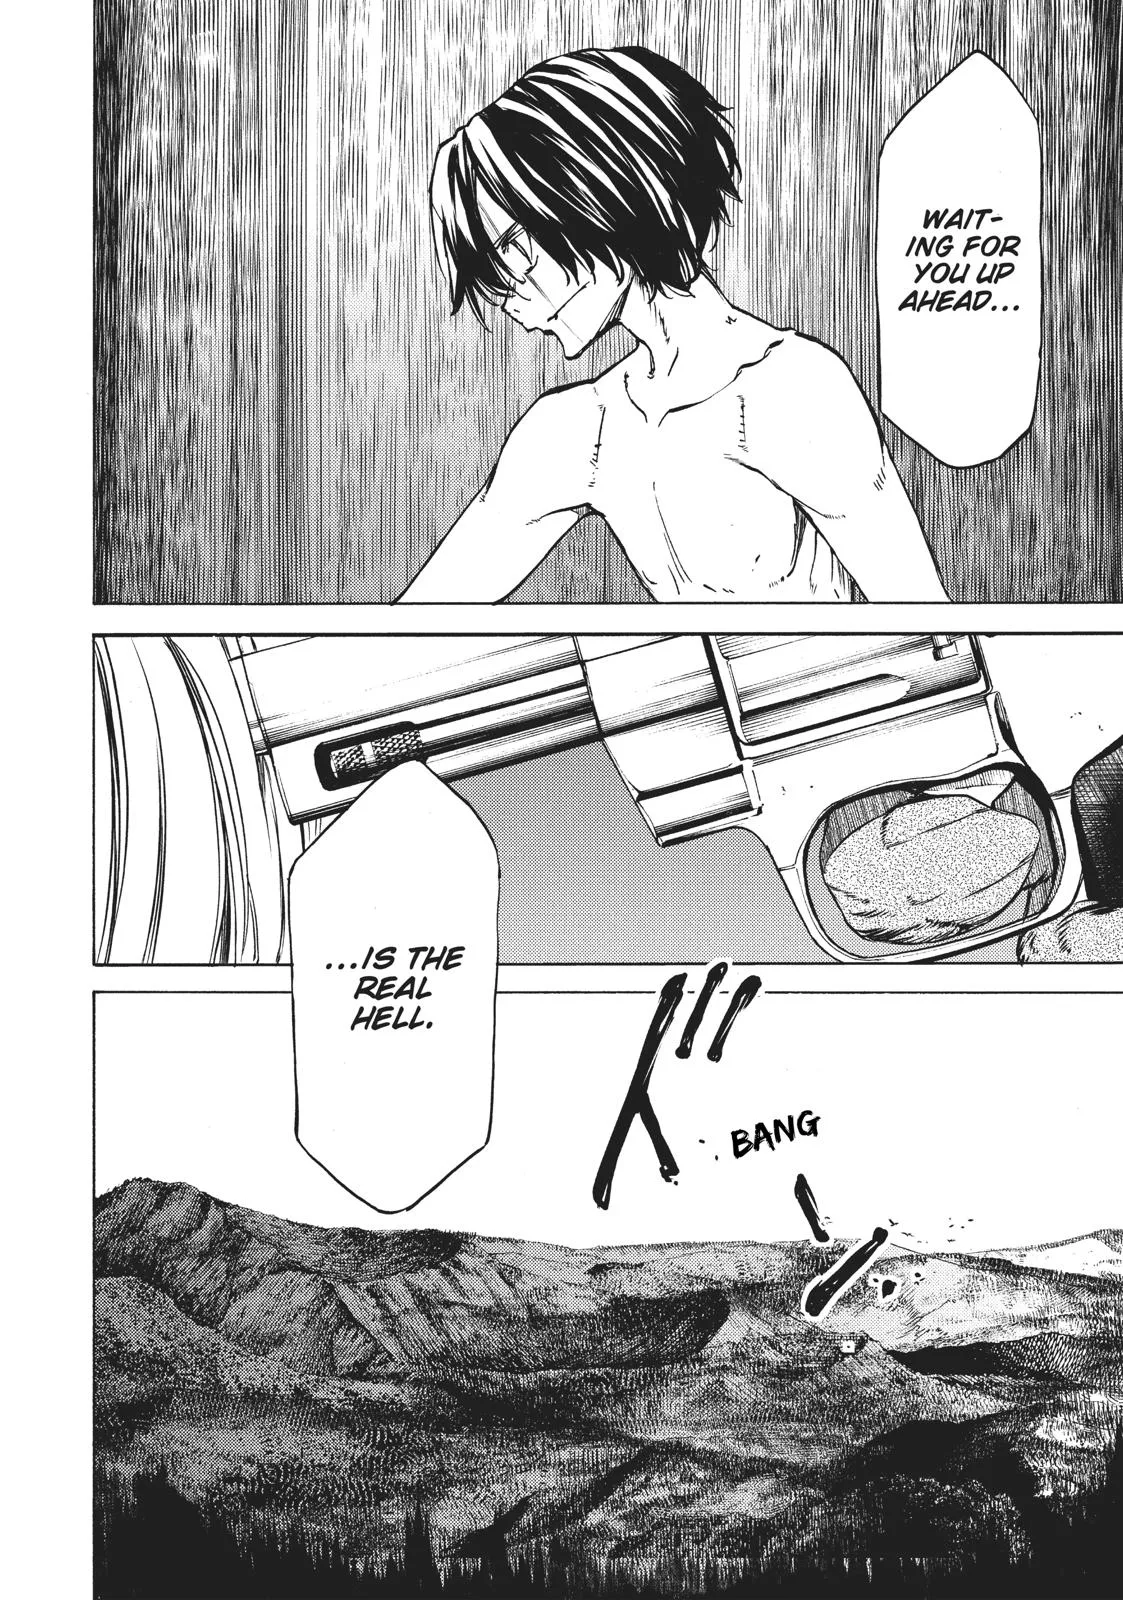 WAIT-
ING FOR
YOU UP
AHEAD...
...IS THE
REAL
HELL.
BANG